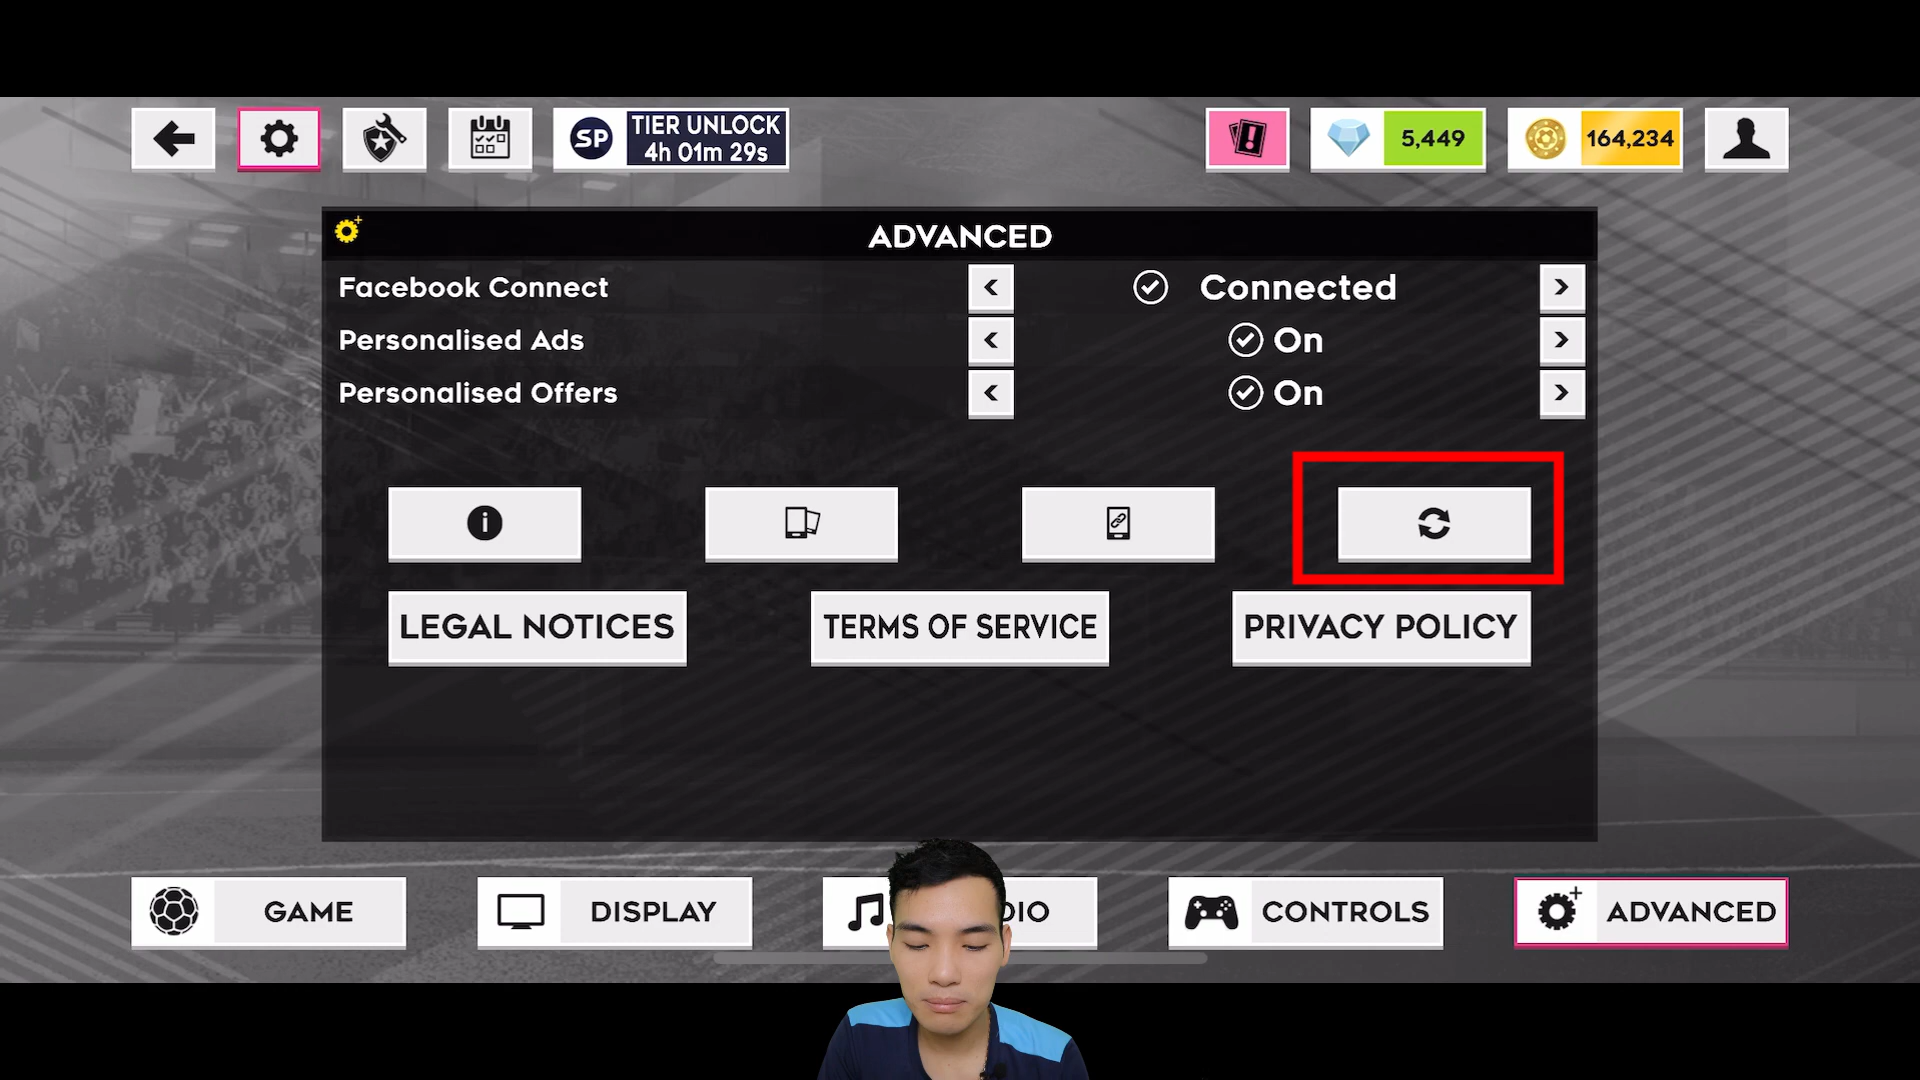 SP
TIER UNLOCK
4h 01m 29s
5,449
164,234
ADVANCED
Facebook Connect
Connected
Personalised Ads
On
Personalised Offers
On
LEGAL NOTICES
TERMS OF SERVICE
PRIVACY POLICY
GAME
DISPLAY
CONTROLS
ADVANCED